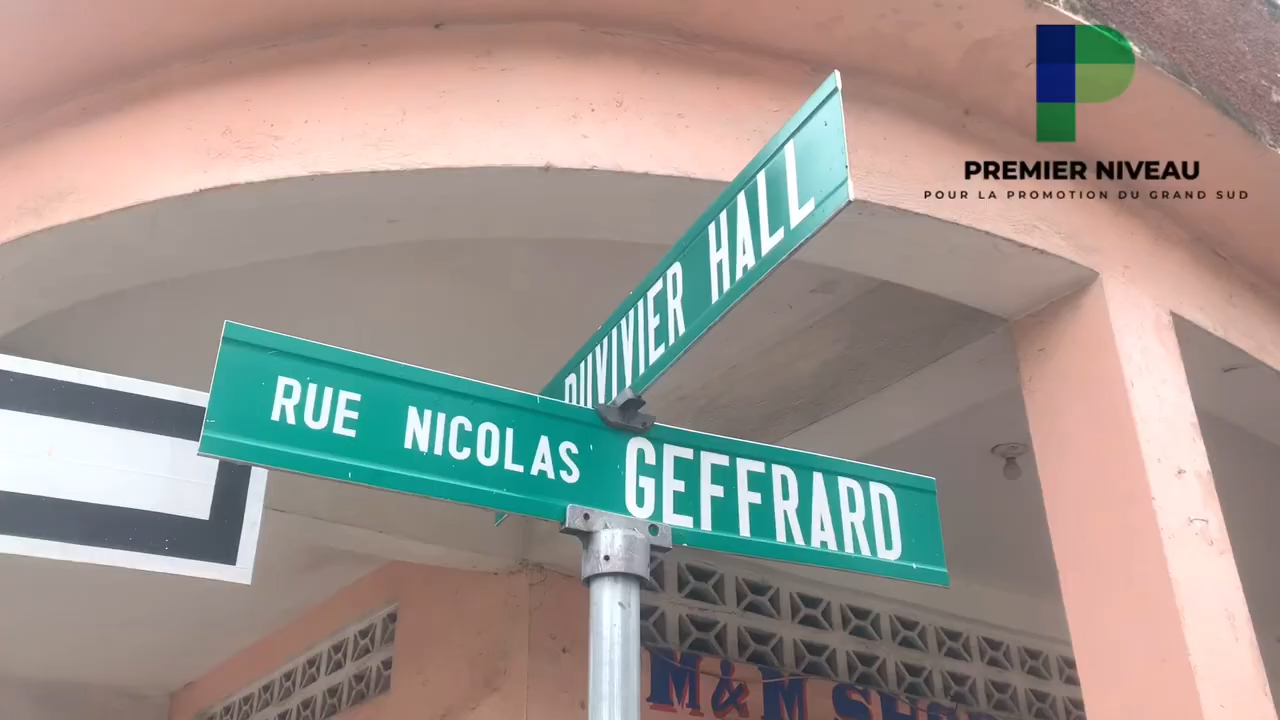 PREMIER NIVEAU
POUR LA PROMOTION DU GRAND SUD
DUVIVIER HALL
RUE NICOLAS GEFFRARD
M&M